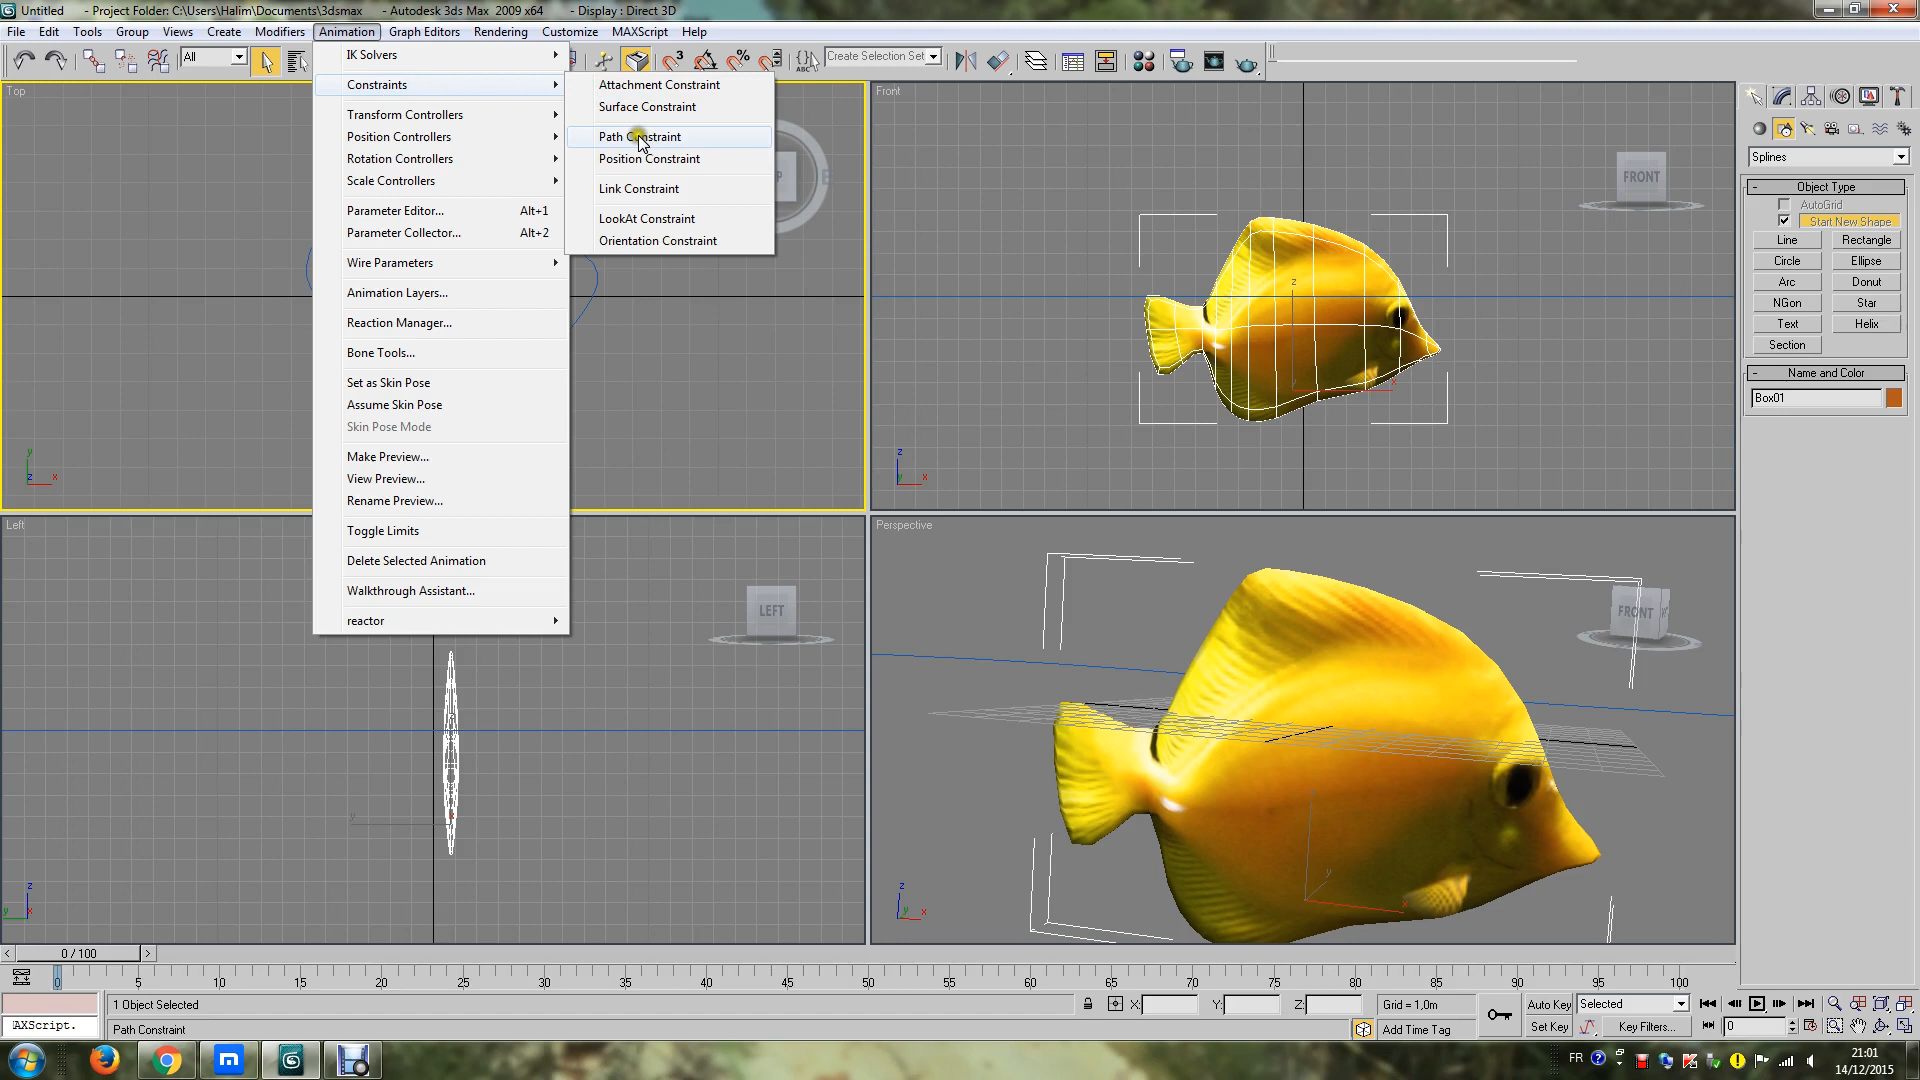 Untitled - Project Folder: C:\Users\Halim\Documents\3dsmax - Autodesk 3ds Max 2009 x64 - Display : Direct 3D
File Edit Tools Group Views Create Modifiers Animation Graph Editors Rendering Customize MAXScript Help
All
Create Selection Set
IK Solvers
Constraints
Transform Controllers
Position Controllers
Rotation Controllers
Scale Controllers
Parameter Editor... Alt+1
Parameter Collector... Alt+2
Wire Parameters
Animation Layers...
Reaction Manager...
Bone Tools...
Set as Skin Pose
Assume Skin Pose
Skin Pose Mode
Make Preview...
View Preview...
Rename Preview...
Toggle Limits
Delete Selected Animation
Walkthrough Assistant...
reactor
Attachment Constraint
Surface Constraint
Path Constraint
Position Constraint
Link Constraint
LookAt Constraint
Orientation Constraint
Top
y
z x
Front
FRONT
z
x
z
y x
Left
LEFT
y
x
z
y x
Perspective
FRONT
y
x
z
y x
Splines
- Object Type
AutoGrid
Start New Shape
Line Rectangle
Circle Ellipse
Arc Donut
NGon Star
Text Helix
Section
- Name and Color
Box01
< 0 / 100 >
0 5 10 15 20 25 30 35 40 45 50 55 60 65 70 75 80 85 90 95 100
1 Object Selected X: Y: Z: Grid = 1,0m Auto Key Selected
AXScript. Path Constraint Add Time Tag Set Key Key Filters... 0
FR 21:01
14/12/2015